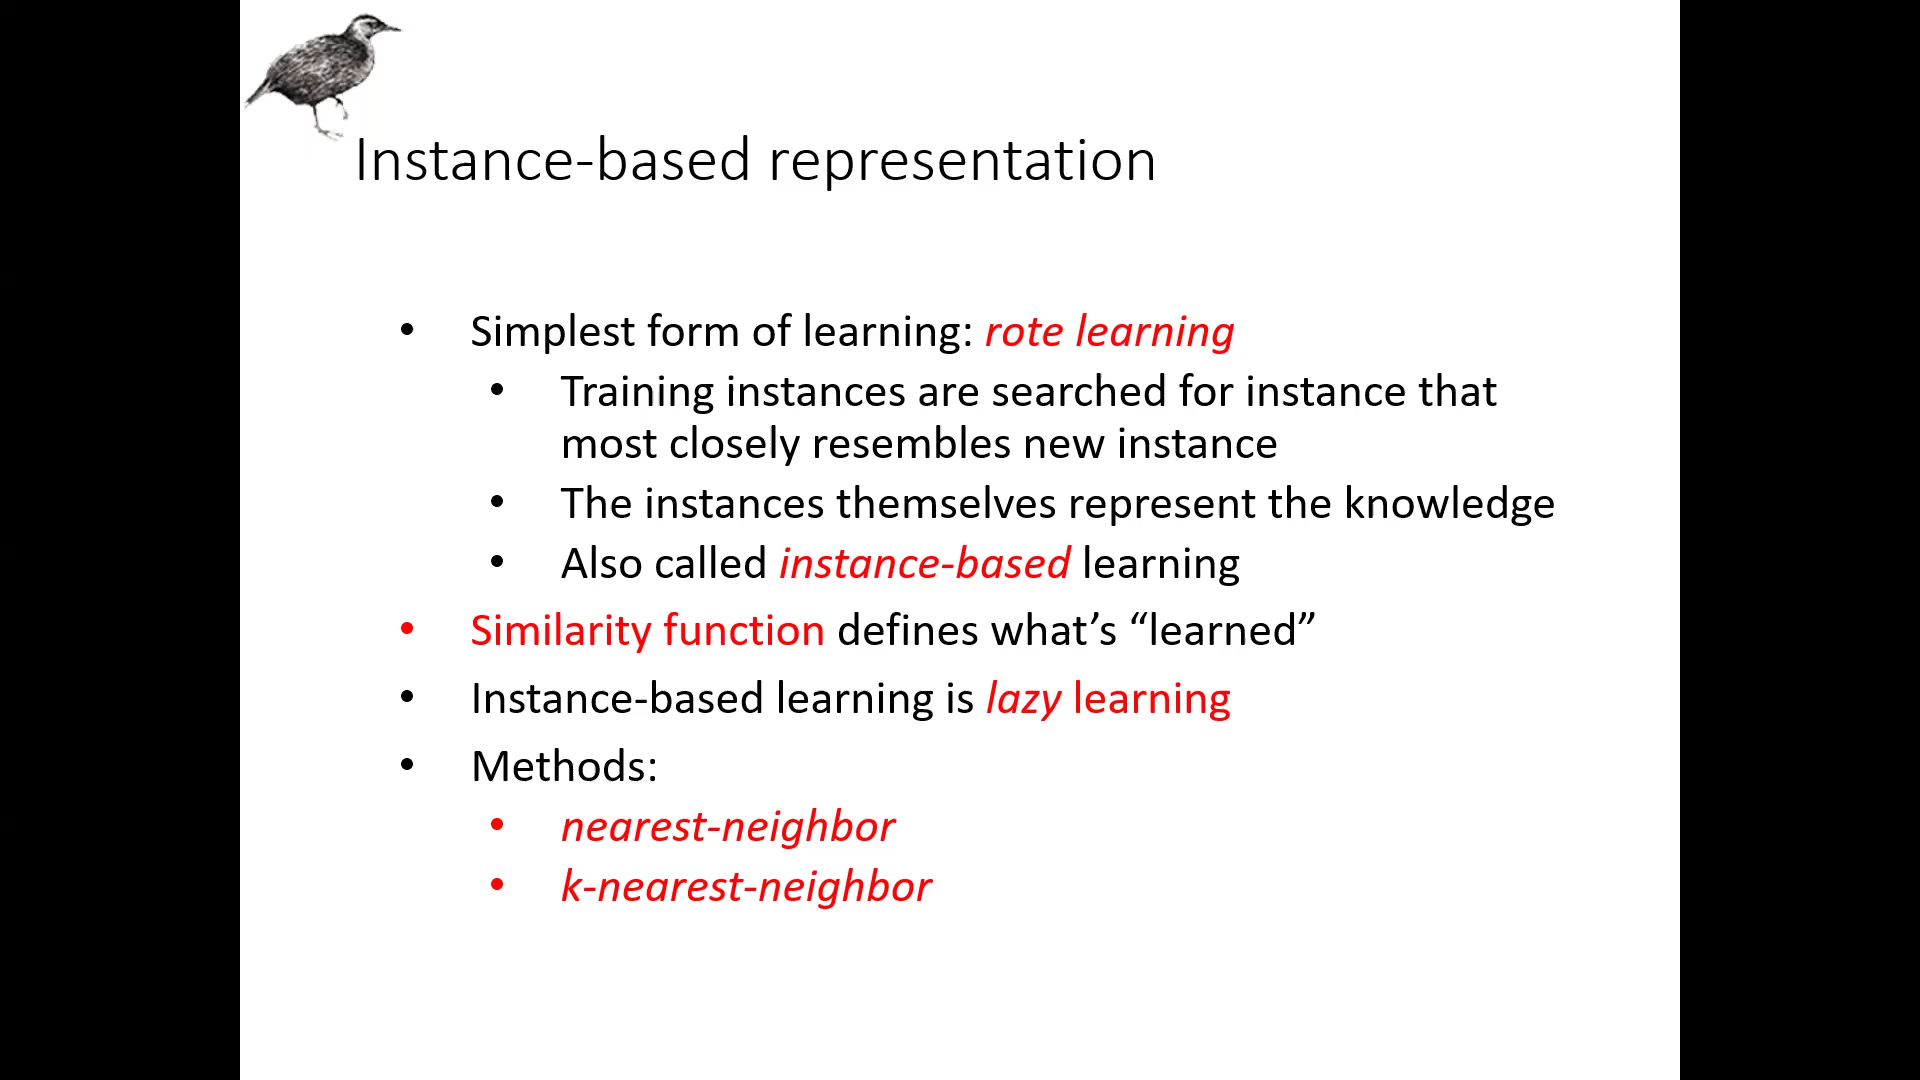 Instance-based representation
• Simplest form of learning: rote learning
• Training instances are searched for instance that
most closely resembles new instance
• The instances themselves represent the knowledge
• Also called instance-based learning
• Similarity function defines what’s “learned”
• Instance-based learning is lazy learning
• Methods:
• nearest-neighbor
• k-nearest-neighbor